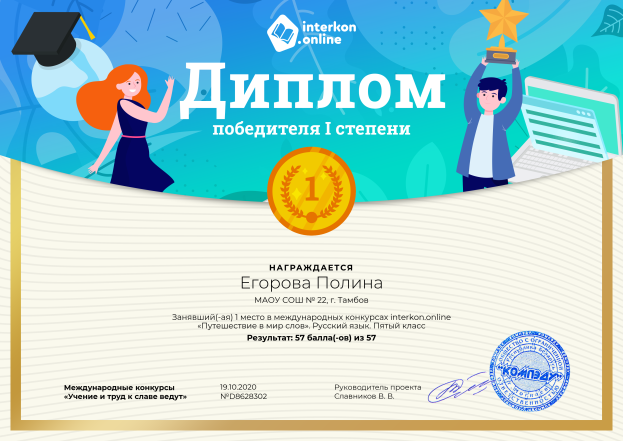 interkon
.online
Диплом
победителя I степени
1
НАГРАЖДАЕТСЯ
Егорова Полина
МАОУ СОШ № 22, г. Тамбов
Занявший(-ая) 1 место в международных конкурсах interkon.online
«Путешествие в мир слов». Русский язык. Пятый класс
Результат: 57 балла(-ов) из 57
Международные конкурсы
«Учение и труд к славе ведут»
19.10.2020
№D8628302
Руководитель проекта
Славников В. В.
"КОМПЭДУ"